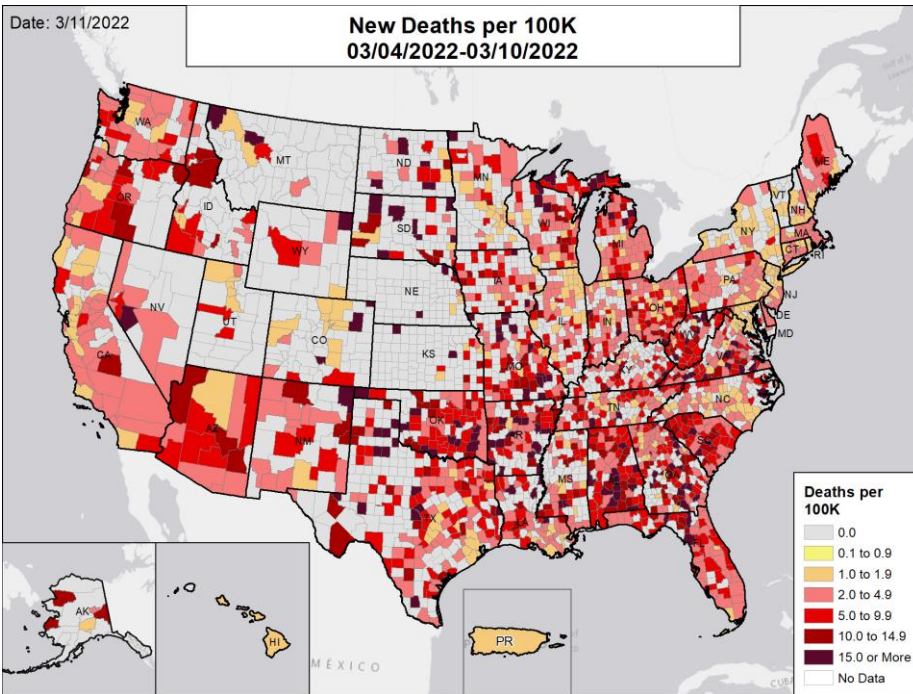 Date: 3/11/2022
New Deaths per 100K
03/04/2022-03/10/2022
WA
MT
ND
MN
ME
OR
ID
WY
SD
WI
MI
VT
NH
NY
MA
CT
RI
NV
UT
CO
NE
IA
IL
IN
OH
PA
NJ
DE
MD
CA
KS
MO
KY
VA
AZ
NM
OK
AR
TN
NC
SC
TX
LA
MS
AK
HI
PR
MÉXICO
CUBA
Deaths per
100K
0.0
0.1 to 0.9
1.0 to 1.9
2.0 to 4.9
5.0 to 9.9
10.0 to 14.9
15.0 or More
No Data